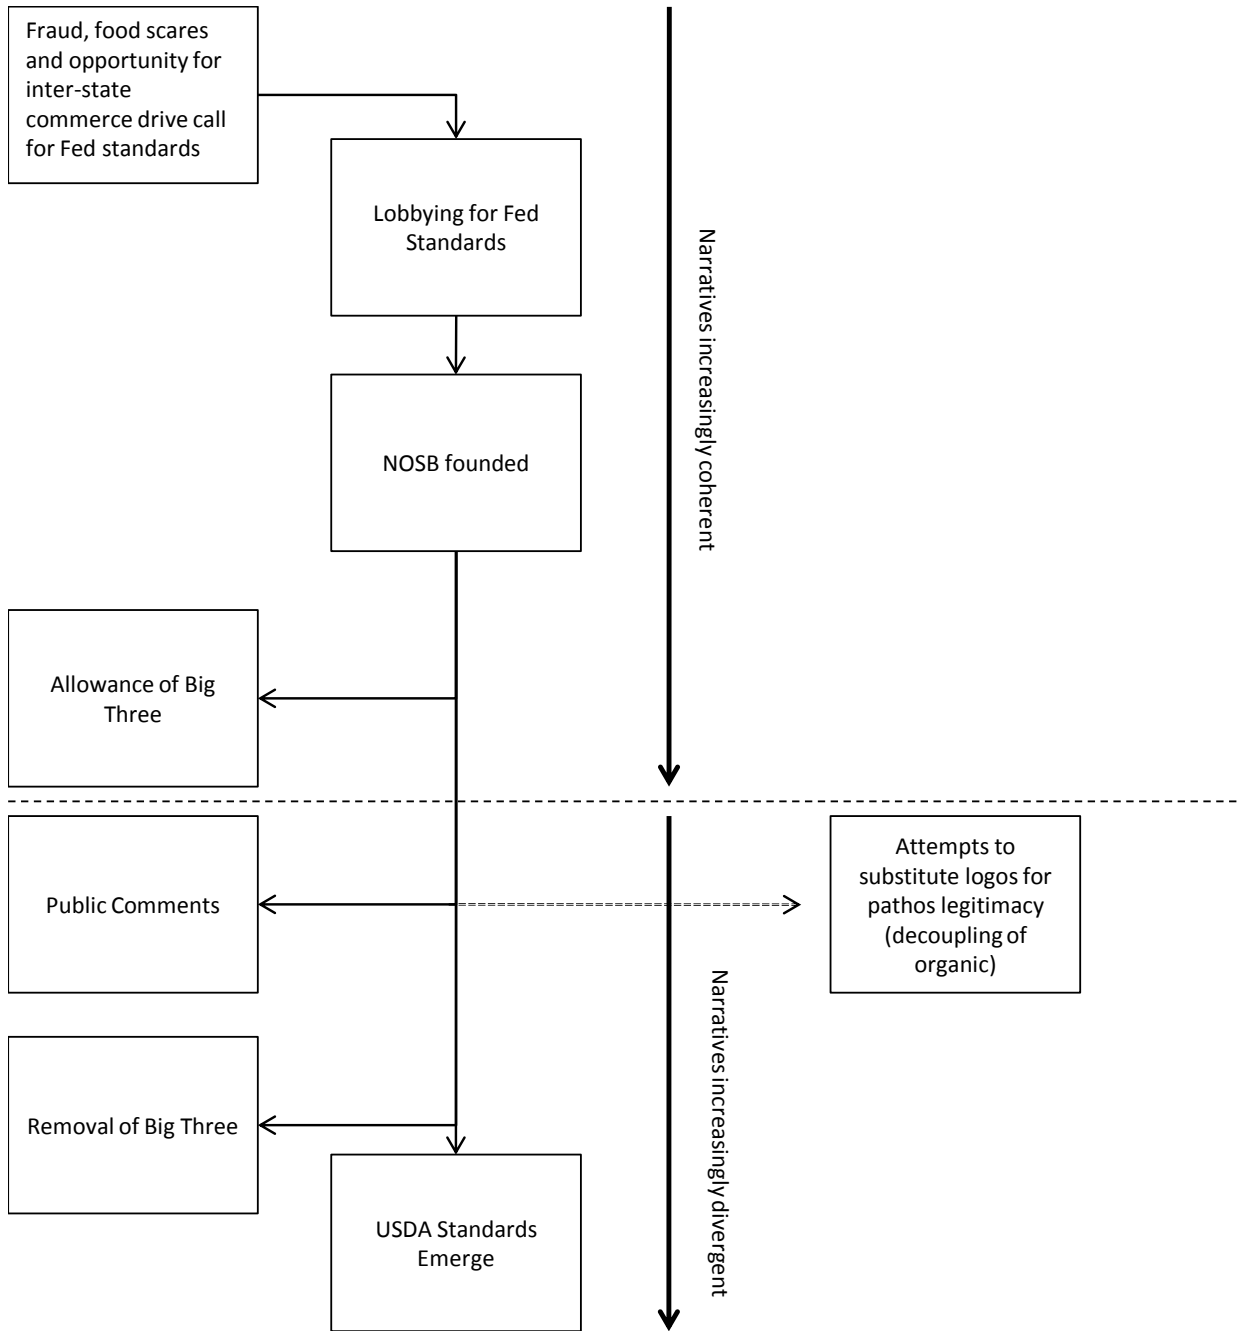 Fraud, food scares
and opportunity for
inter-state
commerce drive call
for Fed standards
Lobbying for Fed
Standards
Narratives increasingly coherent
NOSB founded
Allowance of Big
Three
Public Comments
Attempts to
substitute logos for
pathos legitimacy
(decoupling of
organic)
Narratives increasingly divergent
Removal of Big Three
USDA Standards
Emerge